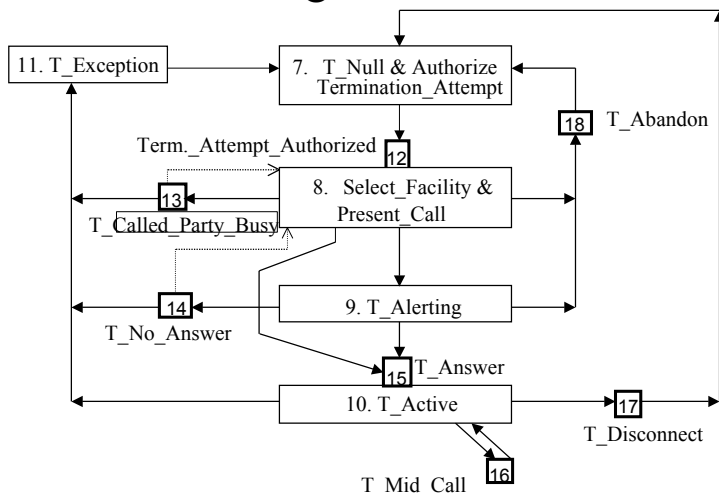 11. T_Exception
7. T_Null & Authorize
Termination_Attempt
18
T_Abandon
Term._Attempt_Authorized
12
8. Select_Facility &
Present_Call
13
T_Called_Party_Busy
14
9. T_Alerting
T_No_Answer
15
T_Answer
10. T_Active
17
T_Disconnect
16
T_Mid_Call